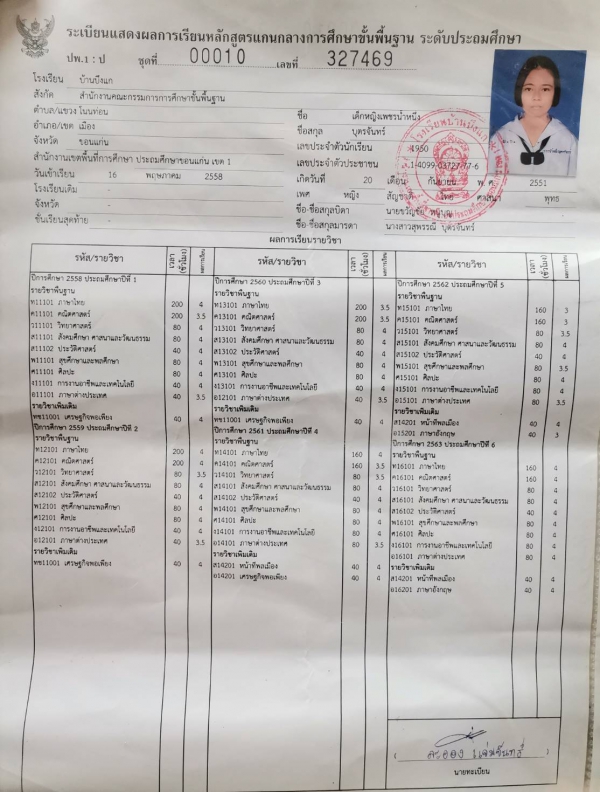 ระเบียนแสดงผลการเรียนหลักสูตรแกนกลางการศึกษาขั้นพื้นฐาน ระดับประถมศึกษา
ปพ.1 : ป ชุดที่ 00010 เลขที่ 327469
โรงเรียน บ้านบึงแก
สังกัด สำนักงานคณะกรรมการการศึกษาขั้นพื้นฐาน
ตำบล/แขวง โนนท่อน
อำเภอ/เขต เมือง
จังหวัด ขอนแก่น
สำนักงานเขตพื้นที่การศึกษา ประถมศึกษาขอนแก่น เขต 1
วันเข้าเรียน 16 พฤษภาคม 2558
โรงเรียนเดิม -
จังหวัด -
ชั้นเรียนสุดท้าย -
ชื่อ เด็กหญิงเพชรน้ำหนึ่ง
ชื่อสกุล บุตรจันทร์
เลขประจำตัวนักเรียน 1950
เลขประจำตัวประชาชน 1-4099-03727-77-6
เกิดวันที่ 20 เดือน กันยายน พ.ศ. 2551
เพศ หญิง สัญชาติ ไทย ศาสนา พุทธ
ชื่อ-ชื่อสกุลบิดา
ชื่อ-ชื่อสกุลมารดา นางสาวสุพรรณี บุตรจันทร์
ผลการเรียนรายวิชา
รหัส/รายวิชา เวลา (ชั่วโมง) ผลการเรียน
ปีการศึกษา 2558 ประถมศึกษาปีที่ 1
รายวิชาพื้นฐาน
ท11101 ภาษาไทย 200 4
ค11101 คณิตศาสตร์ 200 3.5
ว11101 วิทยาศาสตร์ 80 4
ส11101 สังคมศึกษา ศาสนาและวัฒนธรรม 80 4
ส11102 ประวัติศาสตร์ 40 4
พ11101 สุขศึกษาและพลศึกษา 80 4
ศ11101 ศิลปะ 80 4
ง11101 การงานอาชีพและเทคโนโลยี 40 4
อ11101 ภาษาต่างประเทศ 40 3.5
รายวิชาเพิ่มเติม
ทช11001 เศรษฐกิจพอเพียง 40 4
ปีการศึกษา 2559 ประถมศึกษาปีที่ 2
รายวิชาพื้นฐาน
ท12101 ภาษาไทย 200 4
ค12101 คณิตศาสตร์ 200 4
ว12101 วิทยาศาสตร์ 80 4
ส12101 สังคมศึกษา ศาสนาและวัฒนธรรม 80 4
ส12102 ประวัติศาสตร์ 40 4
พ12101 สุขศึกษาและพลศึกษา 80 4
ศ12101 ศิลปะ 80 4
ง12101 การงานอาชีพและเทคโนโลยี 40 4
อ12101 ภาษาต่างประเทศ 40 3.5
รายวิชาเพิ่มเติม
ทช11001 เศรษฐกิจพอเพียง 40 4
รหัส/รายวิชา เวลา (ชั่วโมง) ผลการเรียน
ปีการศึกษา 2560 ประถมศึกษาปีที่ 3
รายวิชาพื้นฐาน
ท13101 ภาษาไทย 200 3.5
ค13101 คณิตศาสตร์ 200 3.5
ว13101 วิทยาศาสตร์ 80 4
ส13101 สังคมศึกษา ศาสนาและวัฒนธรรม 80 4
ส13102 ประวัติศาสตร์ 40 4
พ13101 สุขศึกษาและพลศึกษา 80 4
ศ13101 ศิลปะ 80 4
ง13101 การงานอาชีพและเทคโนโลยี 40 4
อ12101 ภาษาต่างประเทศ 40 3.5
รายวิชาเพิ่มเติม
ทช11001 เศรษฐกิจพอเพียง 40 4
ปีการศึกษา 2561 ประถมศึกษาปีที่ 4
รายวิชาพื้นฐาน
ท14101 ภาษาไทย 160 4
ค14101 คณิตศาสตร์ 160 3.5
ว14101 วิทยาศาสตร์ 80 3.5
ส14101 สังคมศึกษา ศาสนาและวัฒนธรรม 80 4
ส14102 ประวัติศาสตร์ 40 4
พ14101 สุขศึกษาและพลศึกษา 80 4
ศ14101 ศิลปะ 80 4
ง14101 การงานอาชีพและเทคโนโลยี 80 4
อ14101 ภาษาต่างประเทศ 80 3.5
รายวิชาเพิ่มเติม
ส14201 หน้าที่พลเมือง 40 4
อ14201 เศรษฐกิจพอเพียง 40 4
รหัส/รายวิชา เวลา (ชั่วโมง) ผลการเรียน
ปีการศึกษา 2562 ประถมศึกษาปีที่ 5
รายวิชาพื้นฐาน
ท15101 ภาษาไทย 160 3
ค15101 คณิตศาสตร์ 160 3
ว15101 วิทยาศาสตร์ 80 3.5
ส15101 สังคมศึกษา ศาสนาและวัฒนธรรม 80 4
ส15102 ประวัติศาสตร์ 40 4
พ15101 สุขศึกษาและพลศึกษา 80 3.5
ศ15101 ศิลปะ 80 4
ง15101 การงานอาชีพและเทคโนโลยี 80 3.5
อ15101 ภาษาต่างประเทศ 80 3.5
รายวิชาเพิ่มเติม
ส14201 หน้าที่พลเมือง 40 4
อ15201 ภาษาอังกฤษ 40 3
ปีการศึกษา 2563 ประถมศึกษาปีที่ 6
รายวิชาพื้นฐาน
ท16101 ภาษาไทย 160 4
ค16101 คณิตศาสตร์ 160 4
ว16101 วิทยาศาสตร์ 80 4
ส16101 สังคมศึกษา ศาสนาและวัฒนธรรม 80 4
ส16102 ประวัติศาสตร์ 40 4
พ16101 สุขศึกษาและพลศึกษา 80 4
ศ16101 ศิลปะ 80 4
ง16101 การงานอาชีพและเทคโนโลยี 80 4
อ16101 ภาษาต่างประเทศ 80 4
รายวิชาเพิ่มเติม
ส14201 หน้าที่พลเมือง 40 4
อ16201 ภาษาอังกฤษ 40 4
นายทะเบียน